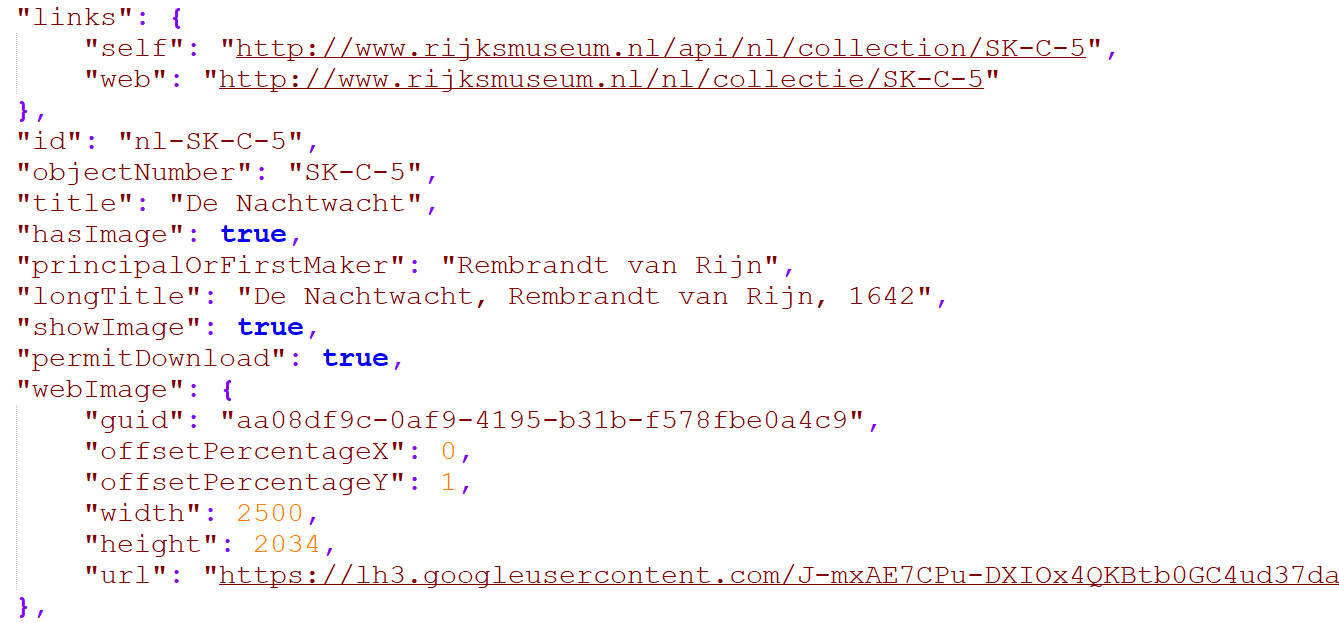 "links": {
"self": "http://www.rijksmuseum.nl/api/nl/collection/SK-C-5",
"web": "http://www.rijksmuseum.nl/nl/collectie/SK-C-5"
},
"id": "nl-SK-C-5",
"objectNumber": "SK-C-5",
"title": "De Nachtwacht",
"hasImage": true,
"principalOrFirstMaker": "Rembrandt van Rijn",
"longTitle": "De Nachtwacht, Rembrandt van Rijn, 1642",
"showImage": true,
"permitDownload": true,
"webImage": {
"guid": "aa08df9c-0af9-4195-b31b-f578fbe0a4c9",
"offsetPercentageX": 0,
"offsetPercentageY": 1,
"width": 2500,
"height": 2034,
"url": "https://lh3.googleusercontent.com/J-mxAE7CPu-DXIOx4QKBtb0GC4ud37da
},